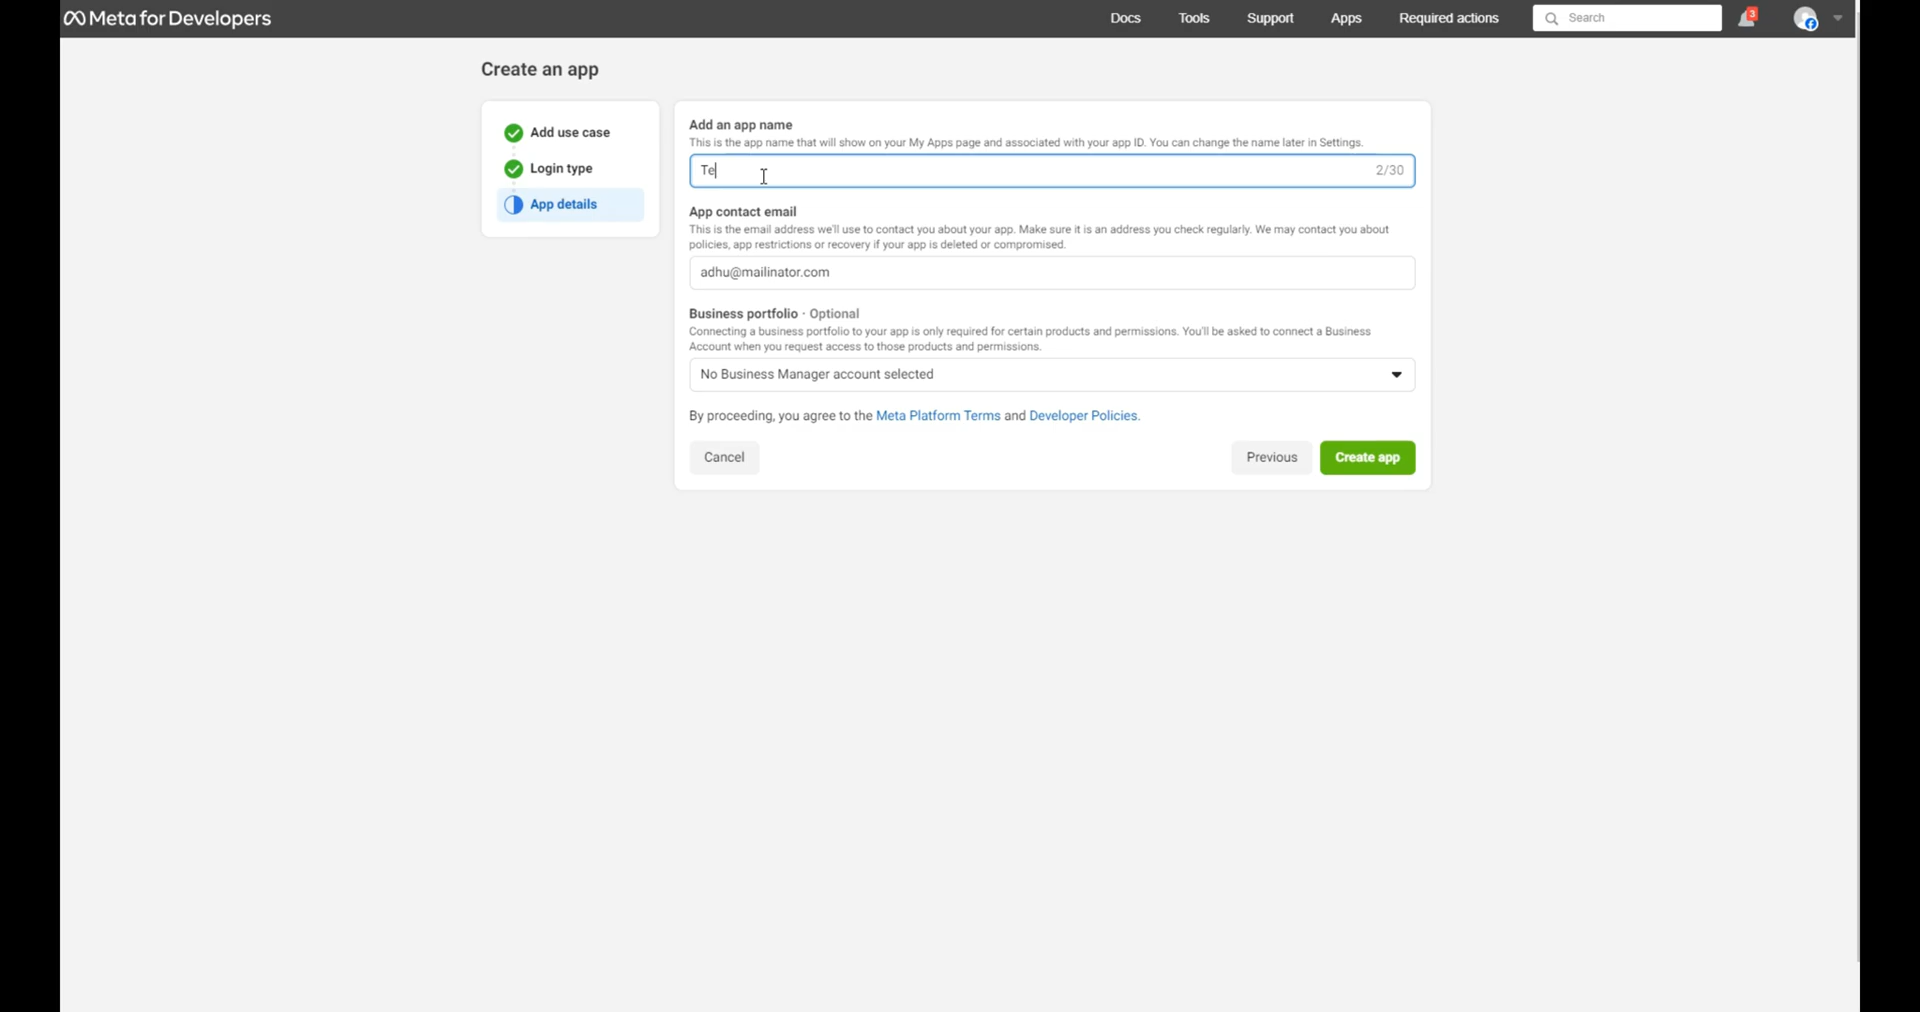 Meta for Developers
Docs
Tools
Support
Apps
Required actions
Search
3
Create an app
Add use case
Login type
App details
Add an app name
This is the app name that will show on your My Apps page and associated with your app ID. You can change the name later in Settings.
Te
2/30
App contact email
This is the email address we'll use to contact you about your app. Make sure it is an address you check regularly. We may contact you about
policies, app restrictions or recovery if your app is deleted or compromised.
adhu@mailinator.com
Business portfolio · Optional
Connecting a business portfolio to your app is only required for certain products and permissions. You'll be asked to connect a Business
Account when you request access to those products and permissions.
No Business Manager account selected
By proceeding, you agree to the Meta Platform Terms and Developer Policies.
Cancel
Previous
Create app